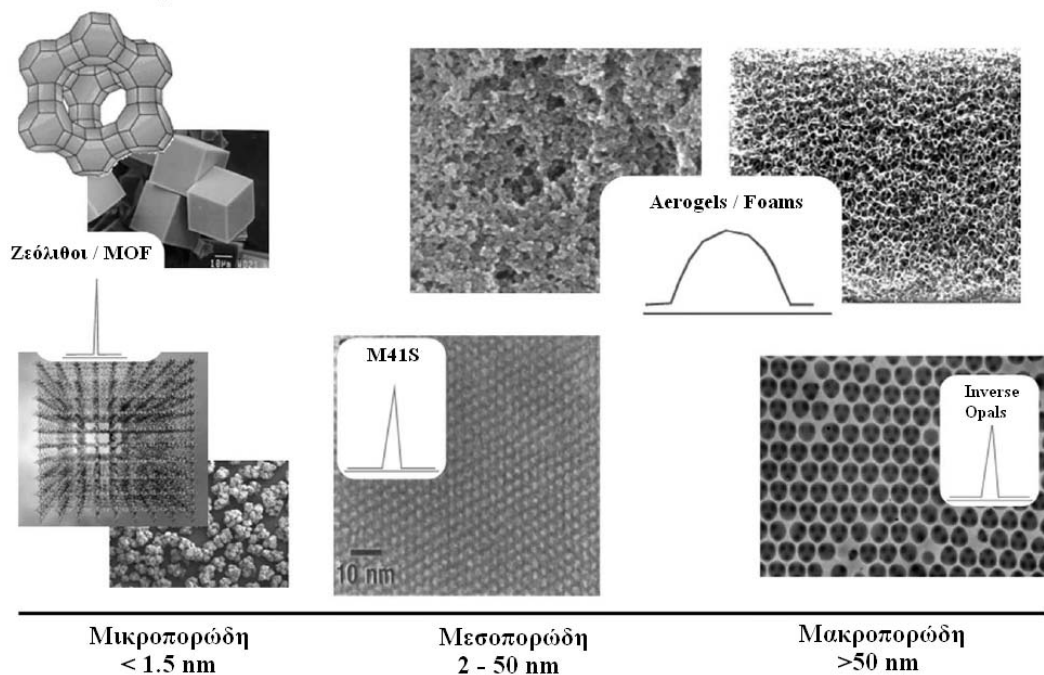 Ζεόλιθοι / MOF
10μm
Aerogels / Foams
M41S
10 nm
Inverse
Opals
Μικροπορώδη
< 1.5 nm
Μεσοπορώδη
2 - 50 nm
Μακροπορώδη
>50 nm